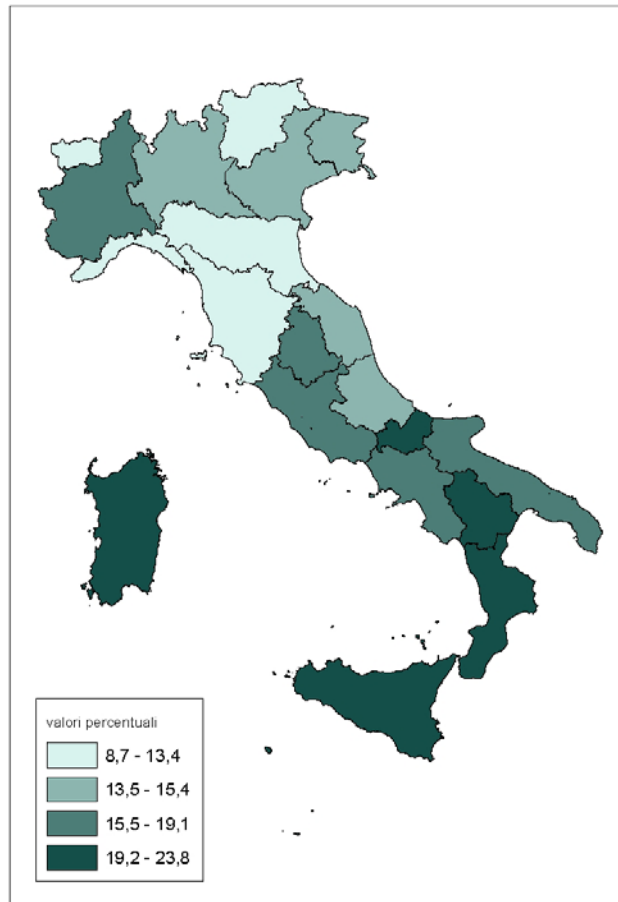 valori percentuali
8,7 - 13,4
13,5 - 15,4
15,5 - 19,1
19,2 - 23,8